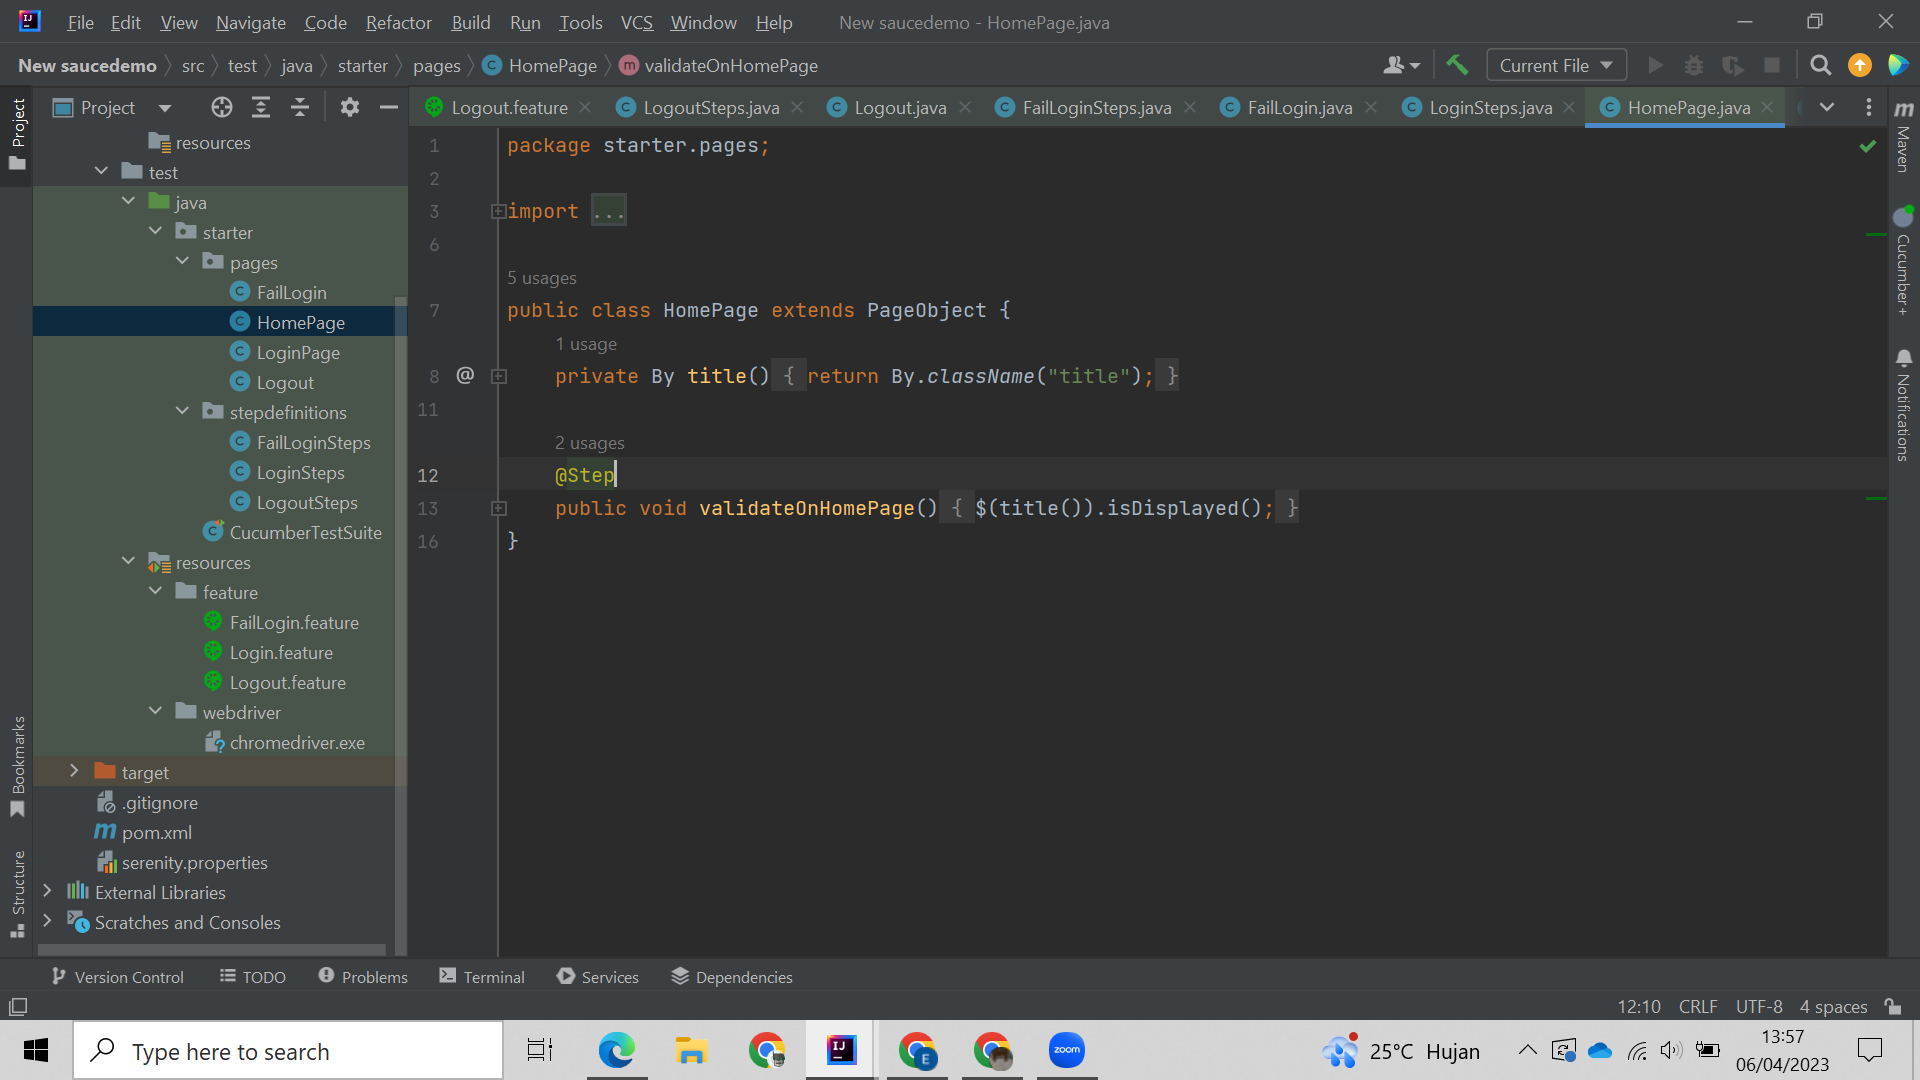 File Edit View Navigate Code Refactor Build Run Tools VCS Window Help New saucedemo - HomePage.java
New saucedemo src test java starter pages HomePage validateOnHomePage Current File
Project
Logout.feature LogoutSteps.java Logout.java FailLoginSteps.java FailLogin.java LoginSteps.java HomePage.java
Project
Bookmarks
Structure
resources
test
java
starter
pages
FailLogin
HomePage
LoginPage
Logout
stepdefinitions
FailLoginSteps
LoginSteps
LogoutSteps
CucumberTestSuite
resources
feature
FailLogin.feature
Login.feature
Logout.feature
webdriver
chromedriver.exe
target
.gitignore
pom.xml
serenity.properties
External Libraries
Scratches and Consoles
1 package starter.pages;
2
3 import ...
6
5 usages
7 public class HomePage extends PageObject {
1 usage
8 @ private By title() { return By.className("title"); }
11
2 usages
12 @Step
13 public void validateOnHomePage() { $(title()).isDisplayed(); }
16 }
Maven
Cucumber+
Notifications
Version Control TODO Problems Terminal Services Dependencies
12:10 CRLF UTF-8 4 spaces
Type here to search
IJ
E
zoom
25°C Hujan
13:57
06/04/2023